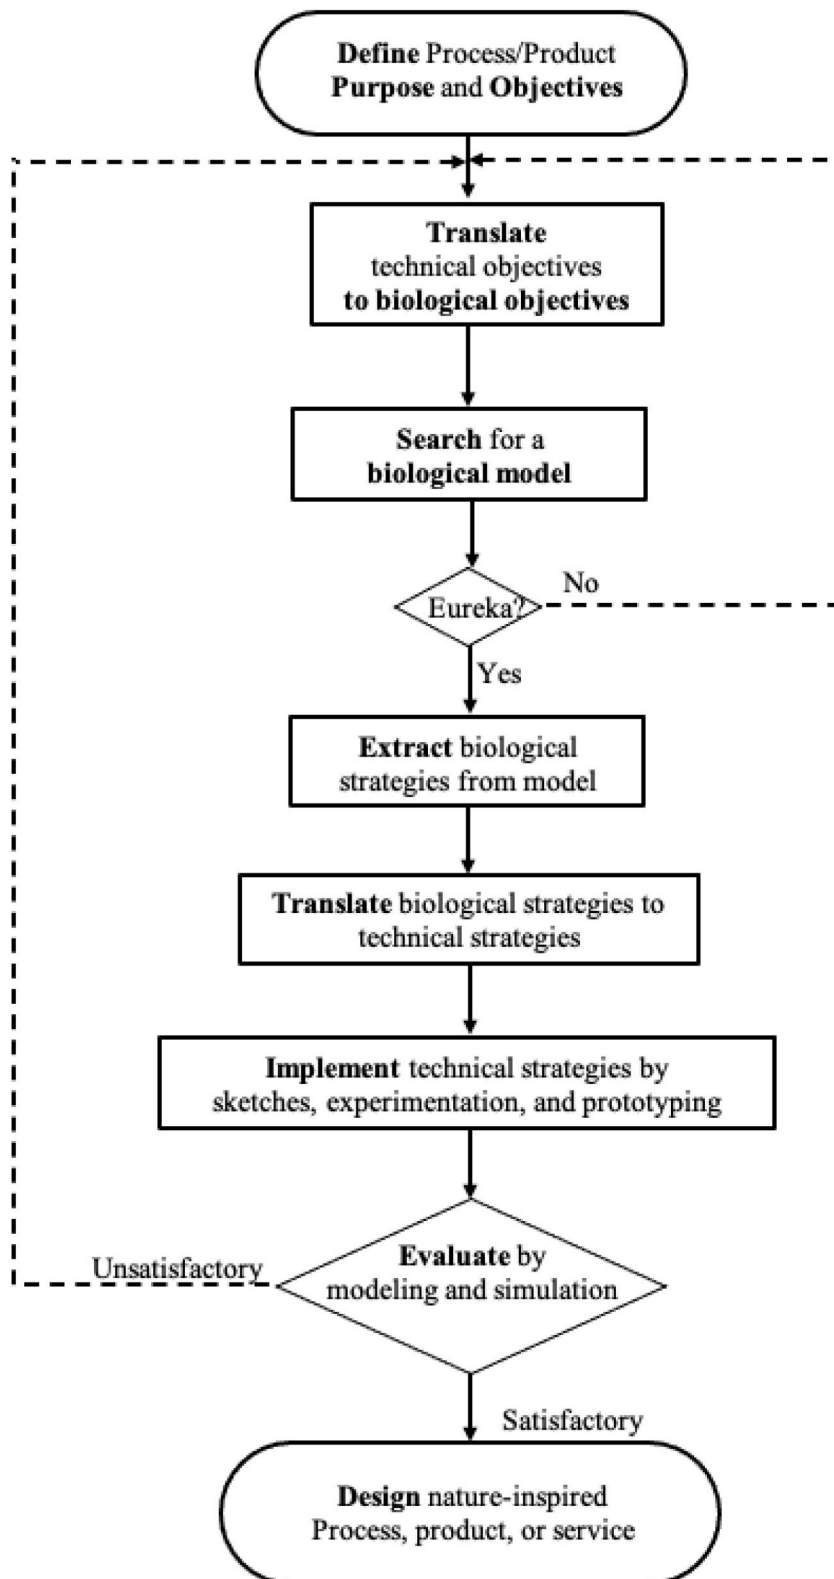 Define Process/Product
Purpose and Objectives
Translate
technical objectives
to biological objectives
Search for a
biological model
Eureka?
No
Yes
Extract biological
strategies from model
Translate biological strategies to
technical strategies
Implement technical strategies by
sketches, experimentation, and prototyping
Evaluate by
modeling and simulation
Unsatisfactory
Satisfactory
Design nature-inspired
Process, product, or service